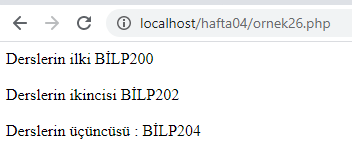 localhost/hafta04/ornek26.php
Derslerin ilki BİLP200
Derslerin ikincisi BİLP202
Derslerin üçüncüsü : BİLP204